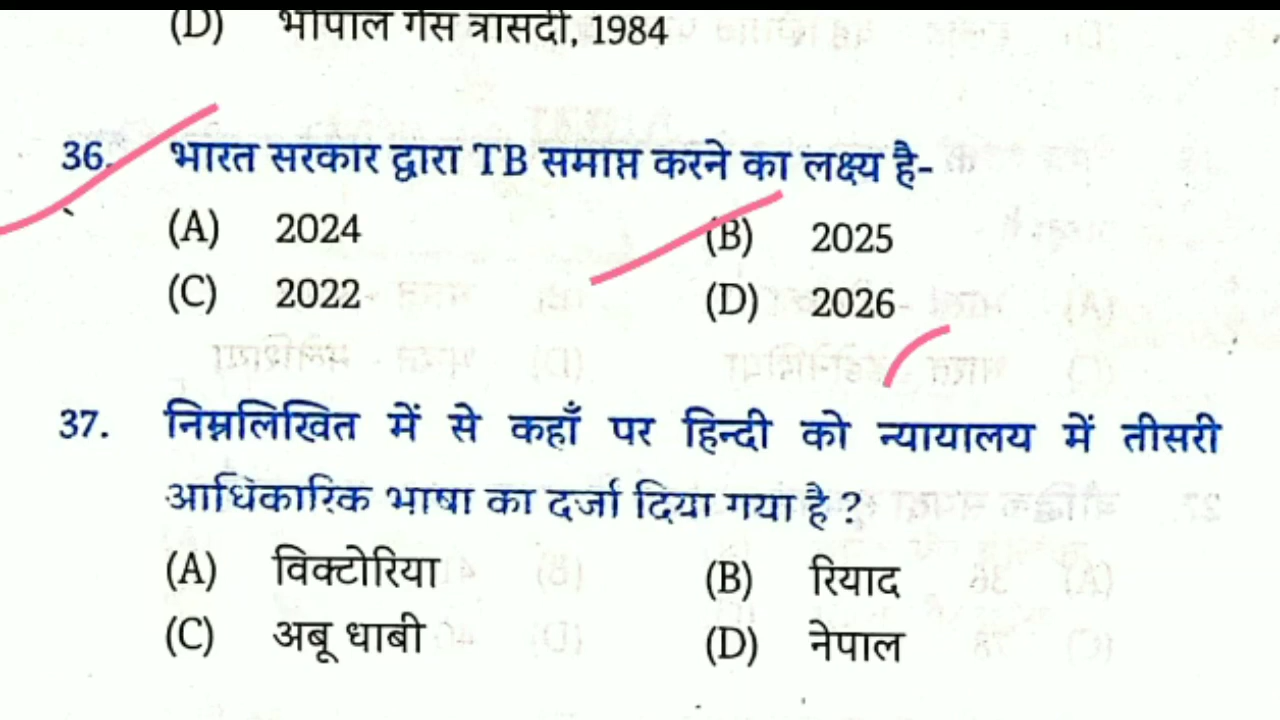 (D) भोपाल गैस त्रासदी, 1984
36. भारत सरकार द्वारा TB समाप्त करने का लक्ष्य है-
(A) 2024 (B) 2025
(C) 2022 (D) 2026
37. निम्नलिखित में से कहाँ पर हिन्दी को न्यायालय में तीसरी
आधिकारिक भाषा का दर्जा दिया गया है ?
(A) विक्टोरिया (B) रियाद
(C) अबू धाबी (D) नेपाल